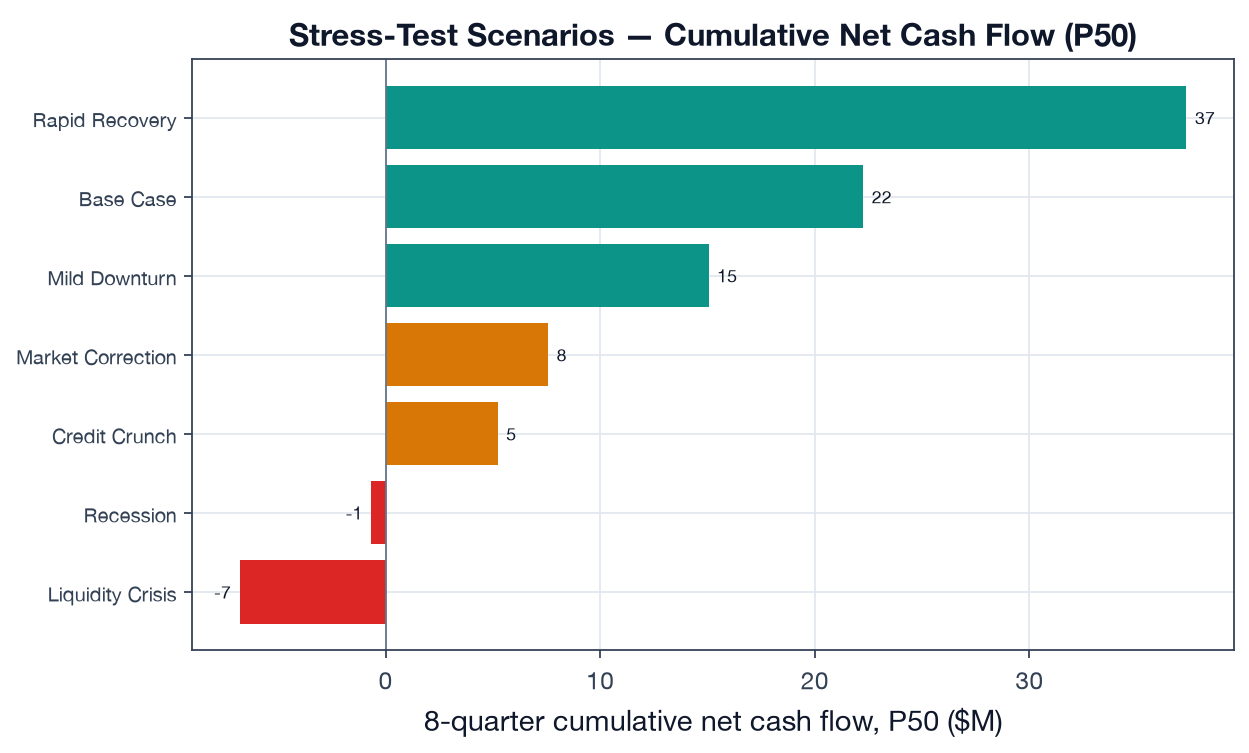 Stress-Test Scenarios — Cumulative Net Cash Flow (P50)
Rapid Recovery 37
Base Case 22
Mild Downturn 15
Market Correction 8
Credit Crunch 5
Recession -1
Liquidity Crisis -7
0 10 20 30
8-quarter cumulative net cash flow, P50 ($M)